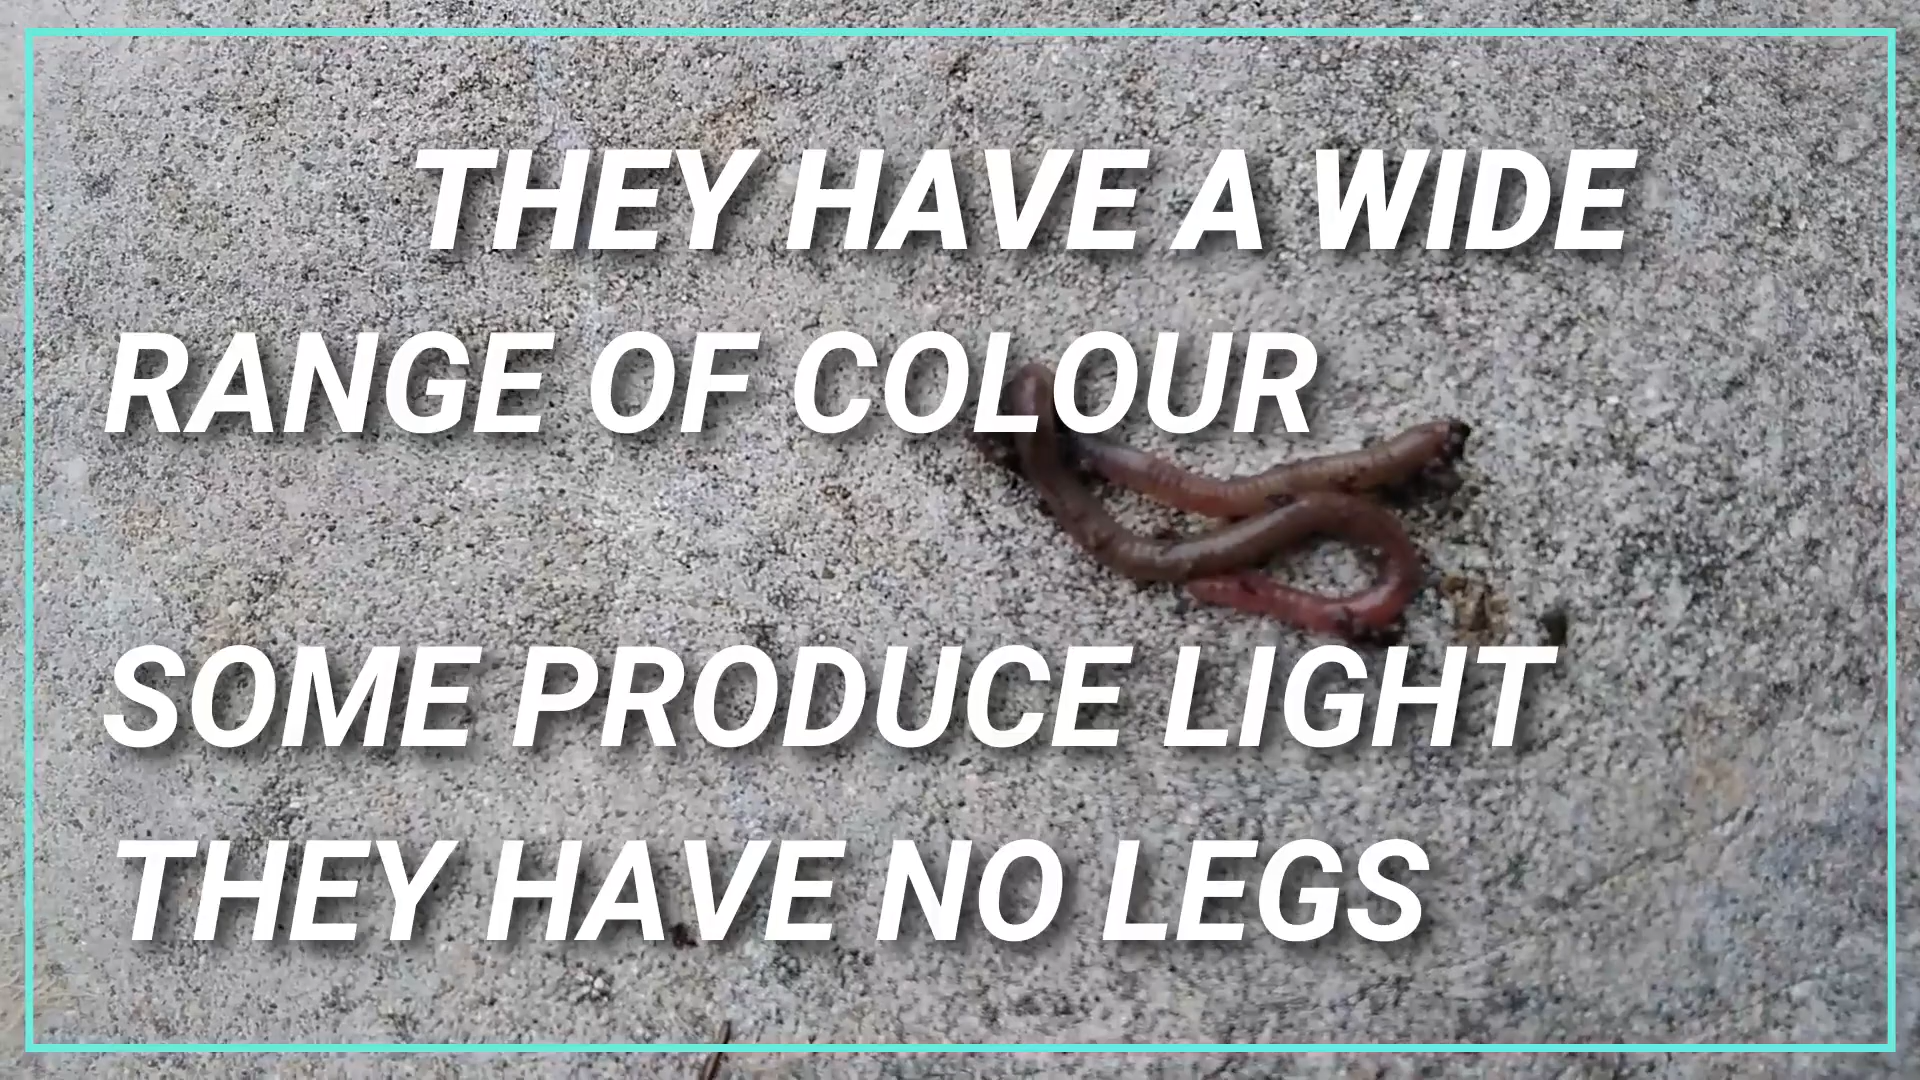 THEY HAVE A WIDE
RANGE OF COLOUR
SOME PRODUCE LIGHT
THEY HAVE NO LEGS